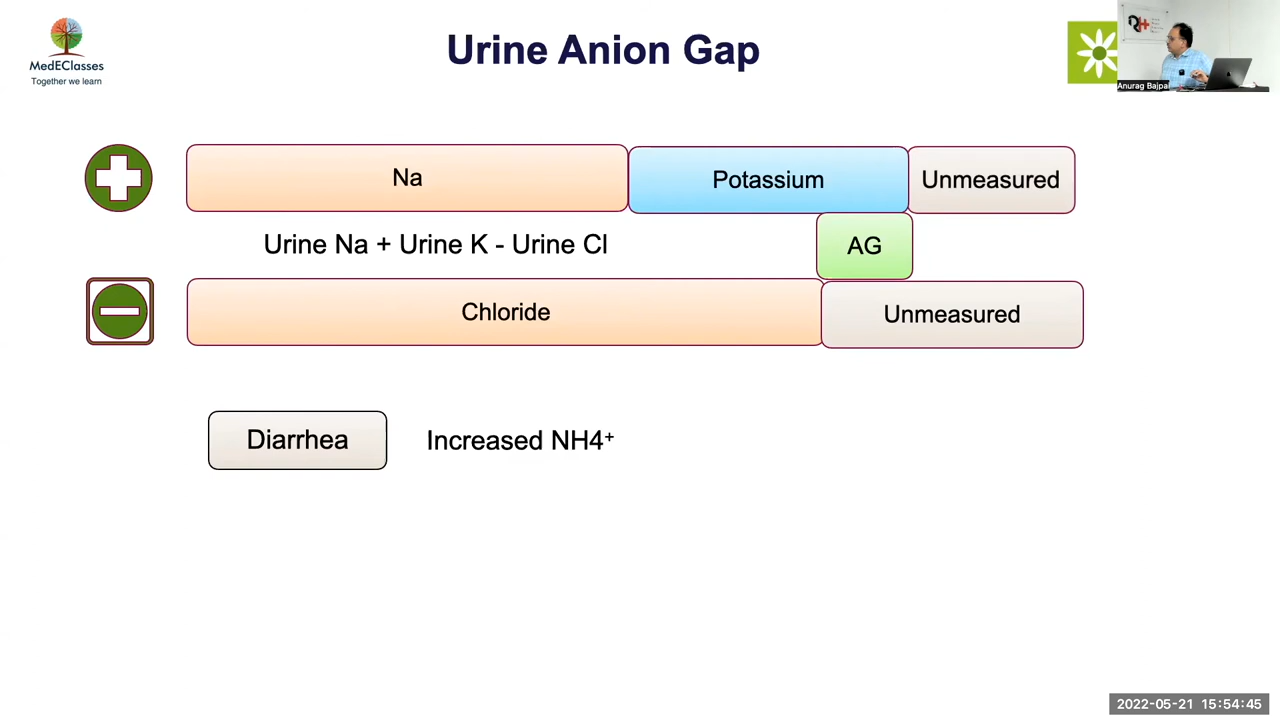 MedEClasses
Together we learn
Urine Anion Gap
RH
Anurag Bajpai
Na
Potassium
Unmeasured
Urine Na + Urine K - Urine Cl
AG
Chloride
Unmeasured
Diarrhea
Increased NH4⁺
2022-05-21 15:54:45